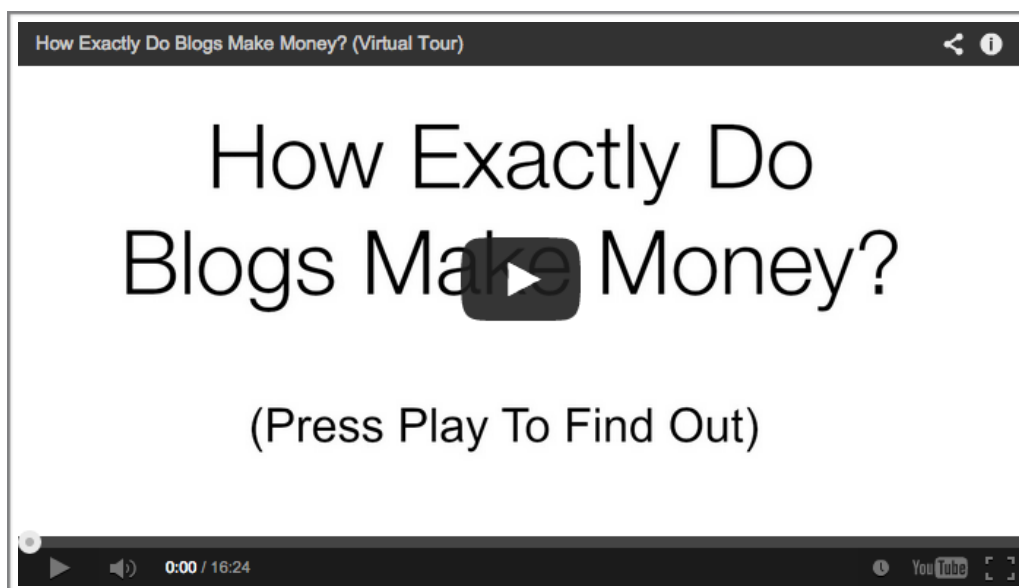 How Exactly Do Blogs Make Money? (Virtual Tour)
How Exactly Do
Blogs Make Money?
(Press Play To Find Out)
0:00 / 16:24
YouTube